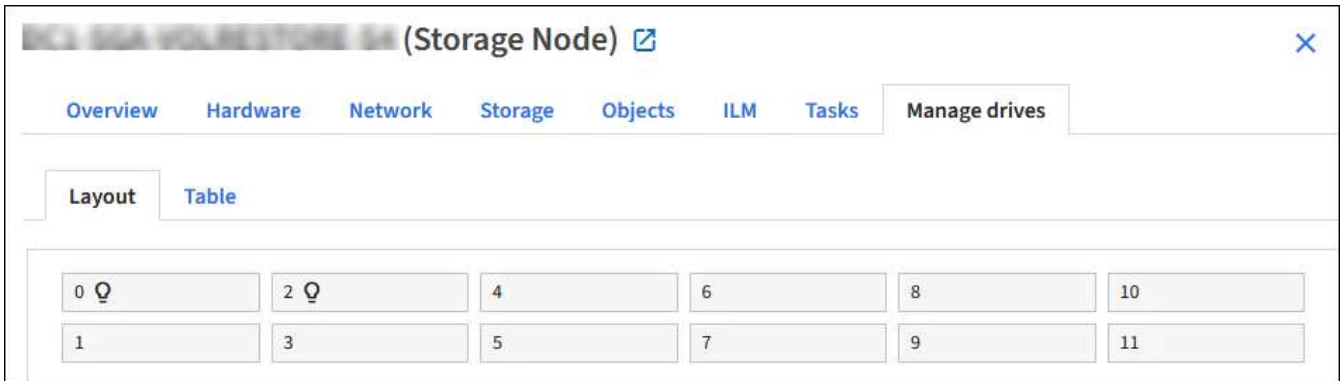 (Storage Node)
Overview Hardware Network Storage Objects ILM Tasks Manage drives
Layout Table
0 2 4 6 8 10
1 3 5 7 9 11